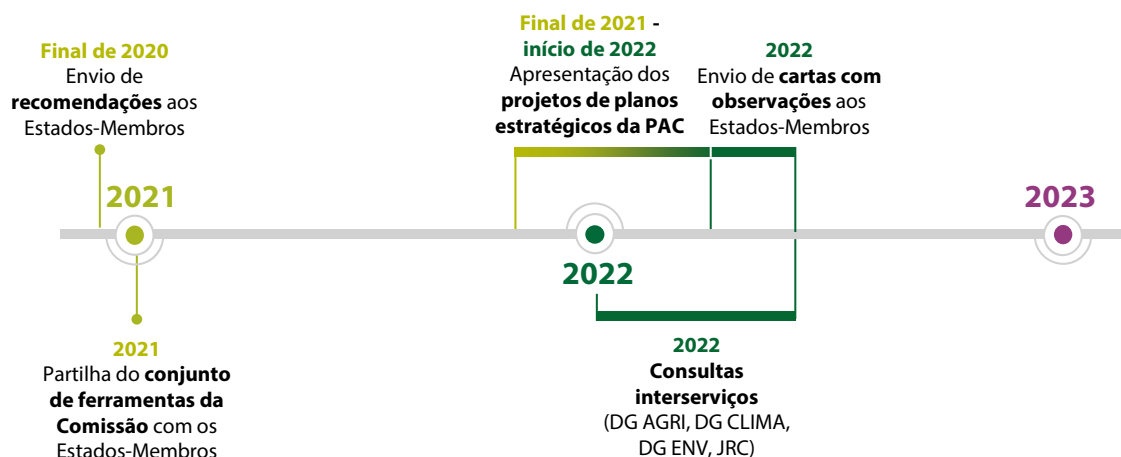 Final de 2020
Envio de
recomendações aos
Estados-Membros
Final de 2021 -
início de 2022
Apresentação dos
projetos de planos
estratégicos da PAC
2022
Envio de cartas com
observações aos
Estados-Membros
2021
2022
2023
2021
Partilha do conjunto
de ferramentas da
Comissão com os
Estados-Membros
2022
Consultas
interserviços
(DG AGRI, DG CLIMA,
DG ENV, JRC)